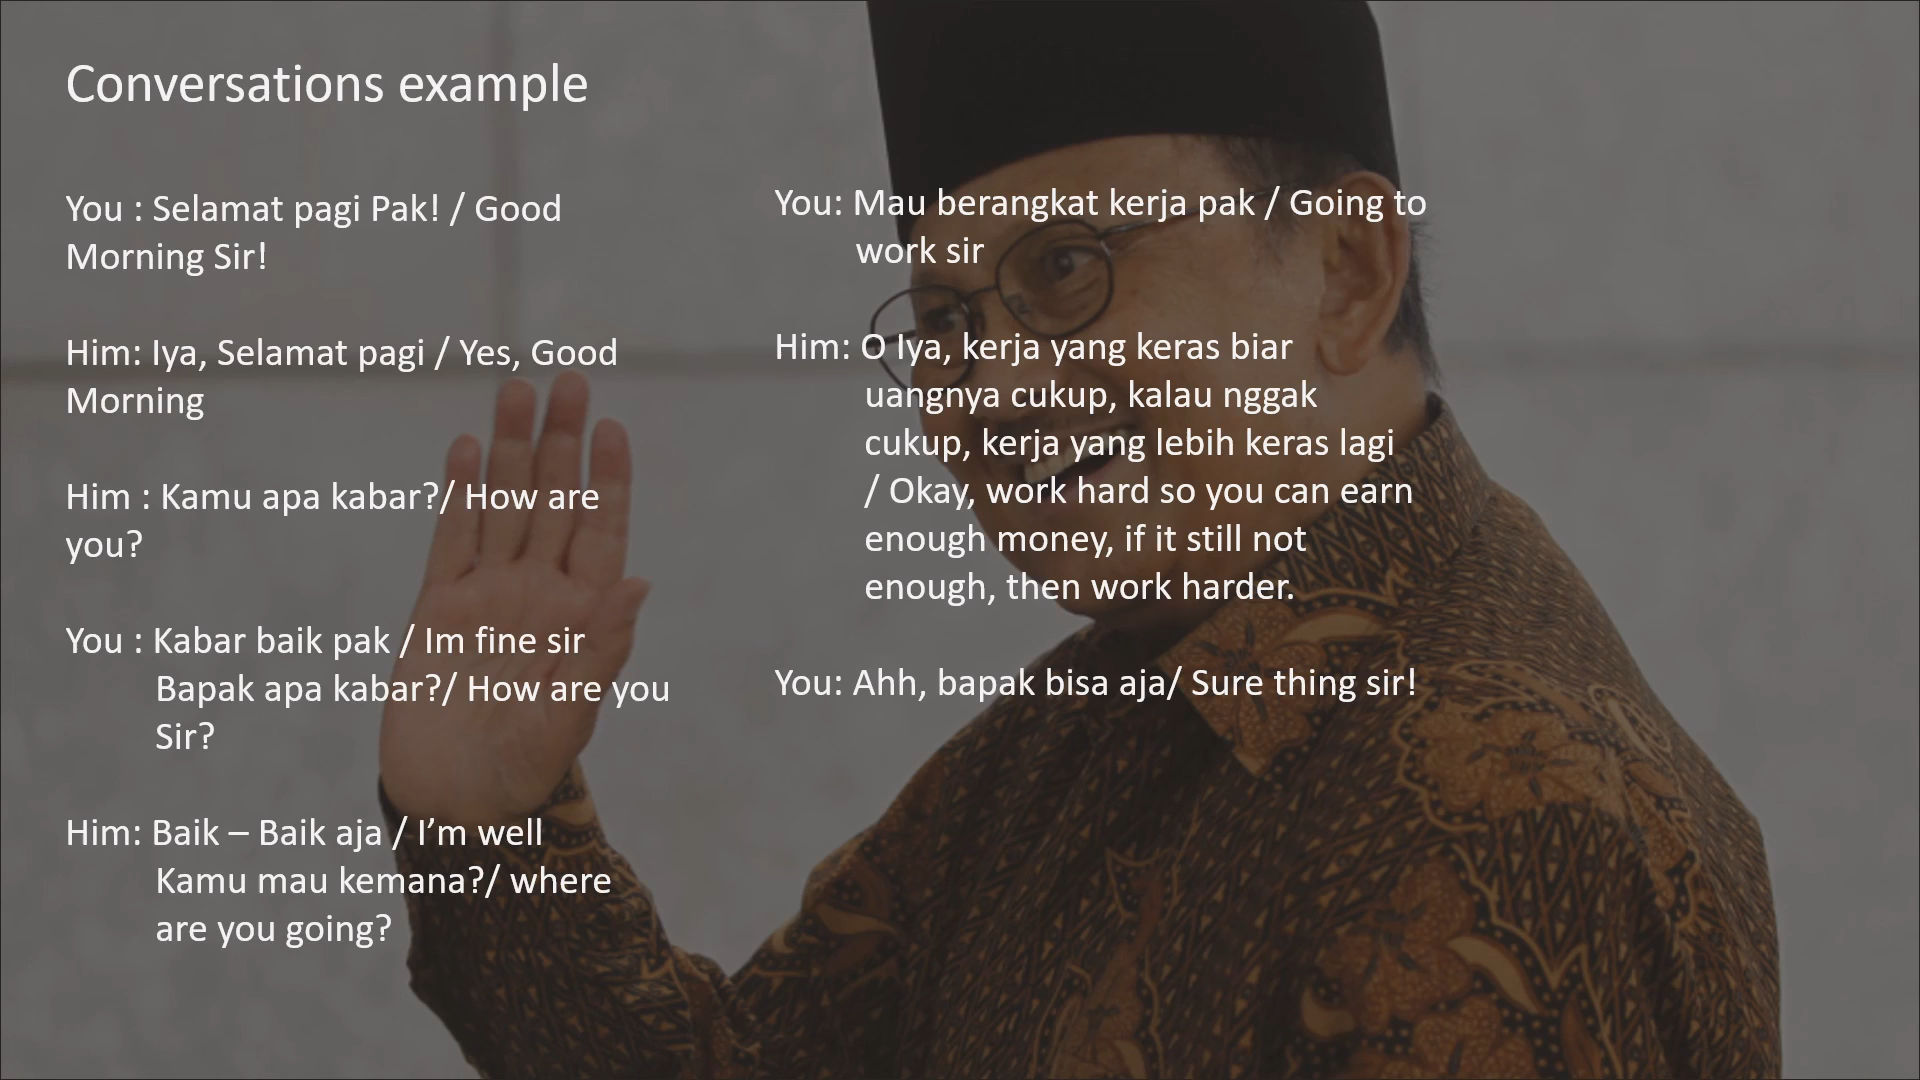 Conversations example
You : Selamat pagi Pak! / Good
Morning Sir!
Him: Iya, Selamat pagi / Yes, Good
Morning
Him : Kamu apa kabar?/ How are
you?
You : Kabar baik pak / Im fine sir
Bapak apa kabar?/ How are you
Sir?
Him: Baik – Baik aja / I’m well
Kamu mau kemana?/ where
are you going?
You: Mau berangkat kerja pak / Going to
work sir
Him: O Iya, kerja yang keras biar
uangnya cukup, kalau nggak
cukup, kerja yang lebih keras lagi
/ Okay, work hard so you can earn
enough money, if it still not
enough, then work harder.
You: Ahh, bapak bisa aja/ Sure thing sir!